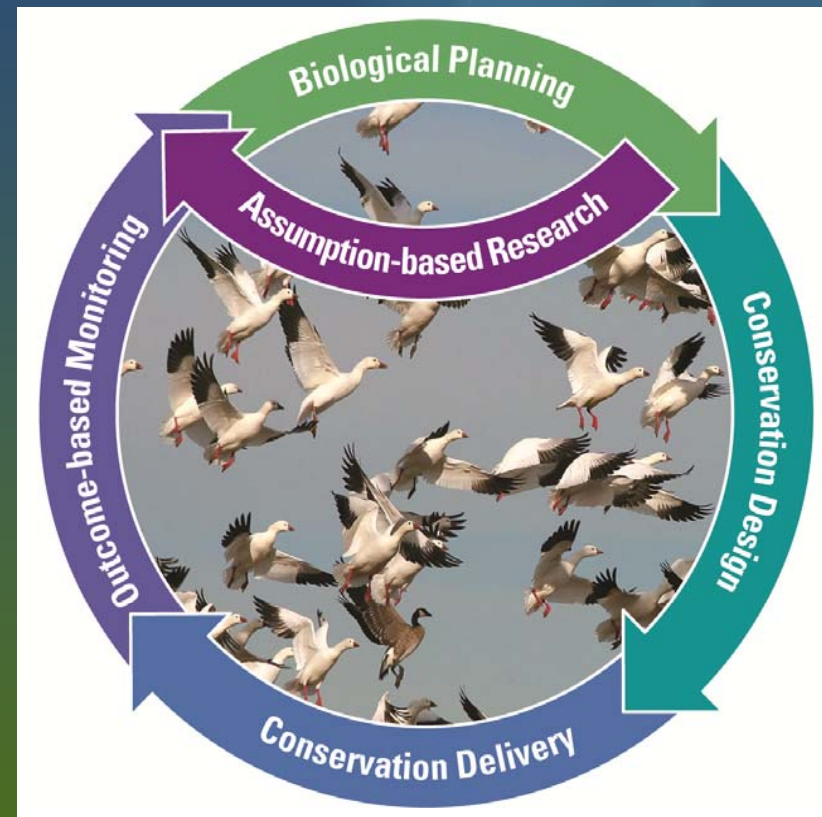 Biological Planning
Assumption-based Research
Conservation Design
Conservation Delivery
Outcome-based Monitoring